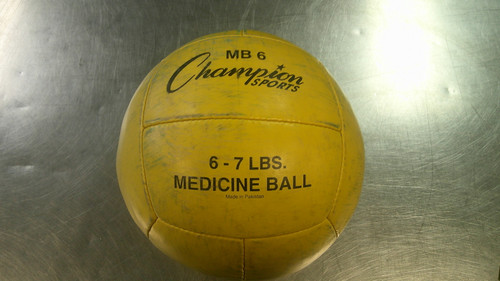 MB 6
Champion
SPORTS
6 - 7 LBS.
MEDICINE BALL
Made in Pakistan